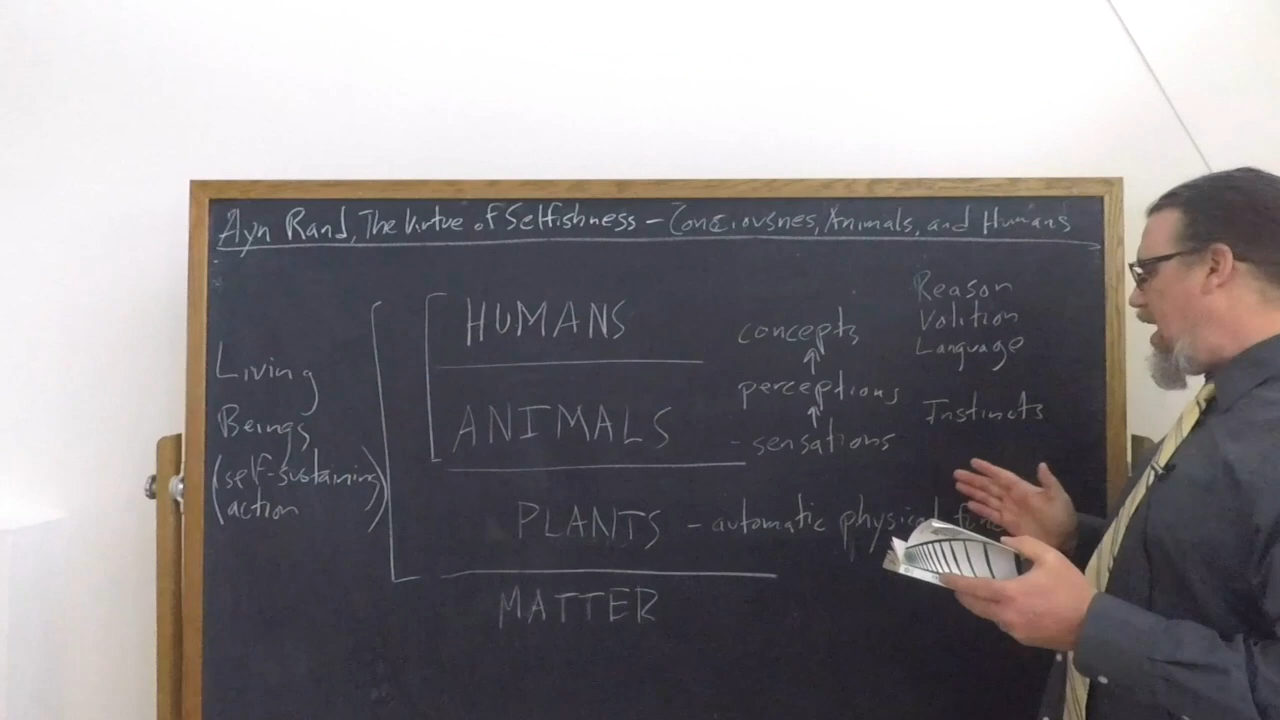 Ayn Rand, The Virtue of Selfishness - Consciousnes, Animals, and Humans
Living
Beings
(self-sustaining
action)
HUMANS
ANIMALS
PLANTS - automatic physical
MATTER
concepts
perceptions
- sensations
Reason
Volition
Language
Instincts